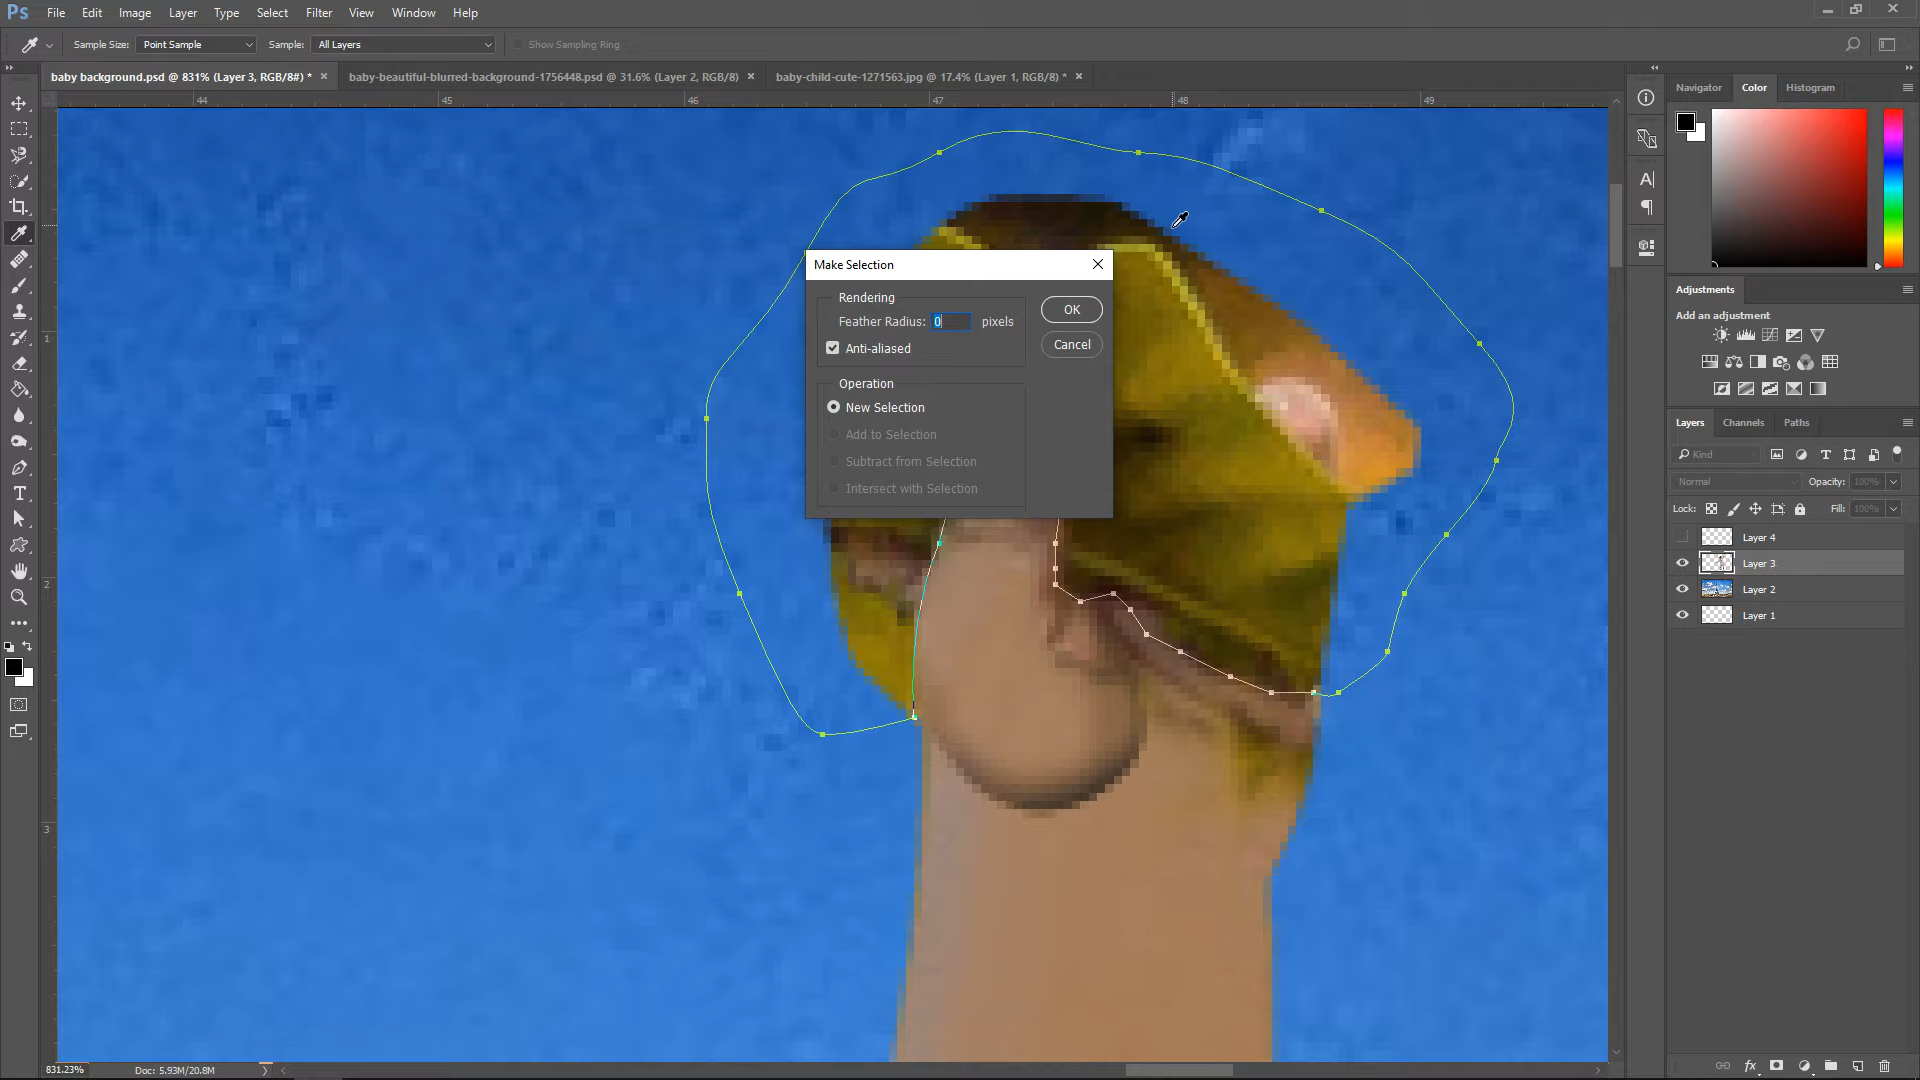 Ps File Edit Image Layer Type Select Filter View Window Help
Sample Size: Point Sample Sample: All Layers Show Sampling Ring
baby background.psd @ 831% (Layer 3, RGB/8#) * × baby-beautiful-blurred-background-1756448.psd @ 31.6% (Layer 2, RGB/8) × baby-child-cute-1271563.jpg @ 17.4% (Layer 1, RGB/8) * ×
44 45 46 47 48 49
1
2
3
Make Selection
Rendering
Feather Radius: 0 pixels
Anti-aliased
OK
Cancel
Operation
New Selection
Add to Selection
Subtract from Selection
Intersect with Selection
Navigator Color Histogram
Adjustments
Add an adjustment
Layers Channels Paths
Kind
Normal Opacity: 100%
Lock: Fill: 100%
Layer 4
Layer 3
Layer 2
Layer 1
fx
831.23% Doc: 5.93M/20.8M